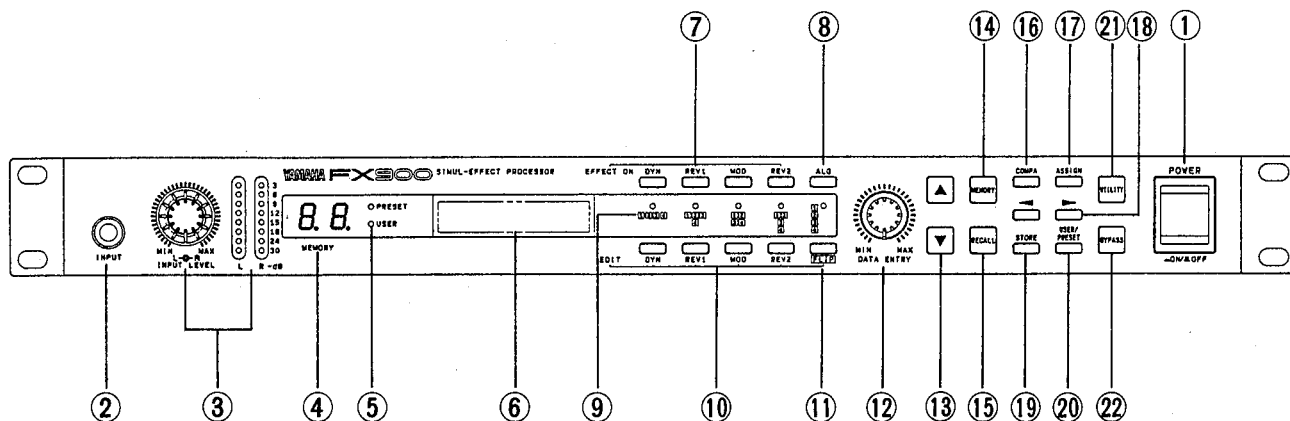 ⑦ ⑧ ⑭ ⑯ ⑰ ㉑ ⑱ ①
YAMAHA FX900 SIMUL-EFFECT PROCESSOR
EFFECT ON DYN REV1 MOD REV2 ALG
MEMORY COMPA ASSIGN UTILITY POWER
3
6
9
12
15
18
24
30
L R -dB
MIN MAX
L R
INPUT LEVEL
INPUT
8.8.
MEMORY
PRESET
USER
EDIT DYN REV1 MOD REV2 FLIP
MIN MAX
DATA ENTRY
▲
▼
◄ ►
RECALL STORE USER/
PRESET BYPASS
ON/OFF
⑨
② ③ ④ ⑤ ⑥ ⑩ ⑪ ⑫ ⑬ ⑮ ⑲ ⑳ ㉒